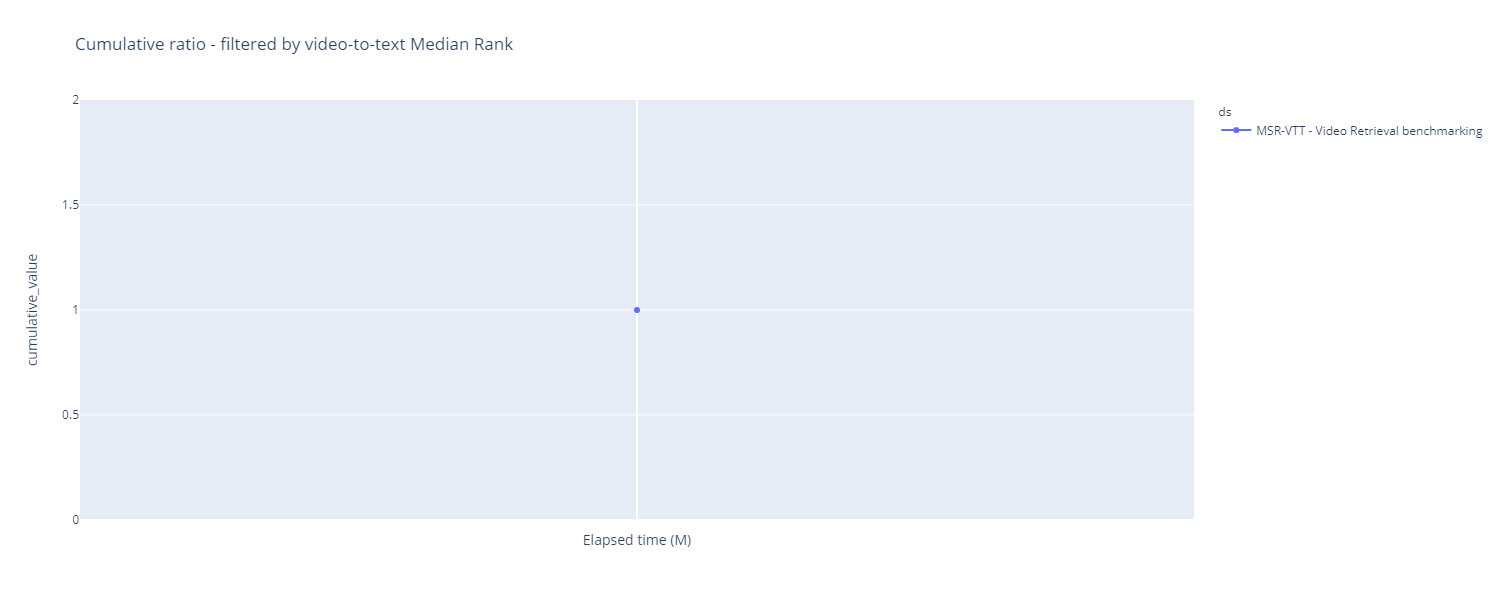 Cumulative ratio - filtered by video-to-text Median Rank
2
1.5
1
0.5
0
cumulative_value
Elapsed time (M)
ds
MSR-VTT - Video Retrieval benchmarking